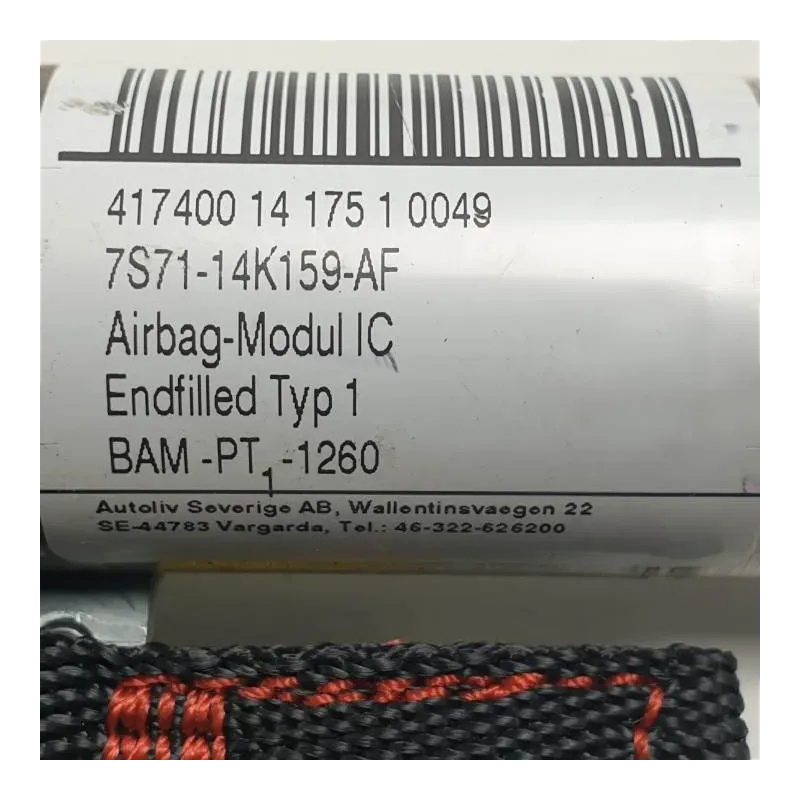 417400 14 175 1 0049
7S71-14K159-AF
Airbag-Modul IC
Endfilled Typ 1
BAM -PT₁ -1260
Autoliv Severige AB, Wallentinsvaegen 22
SE-44783 Vargarda, Tel.: 46-322-626200